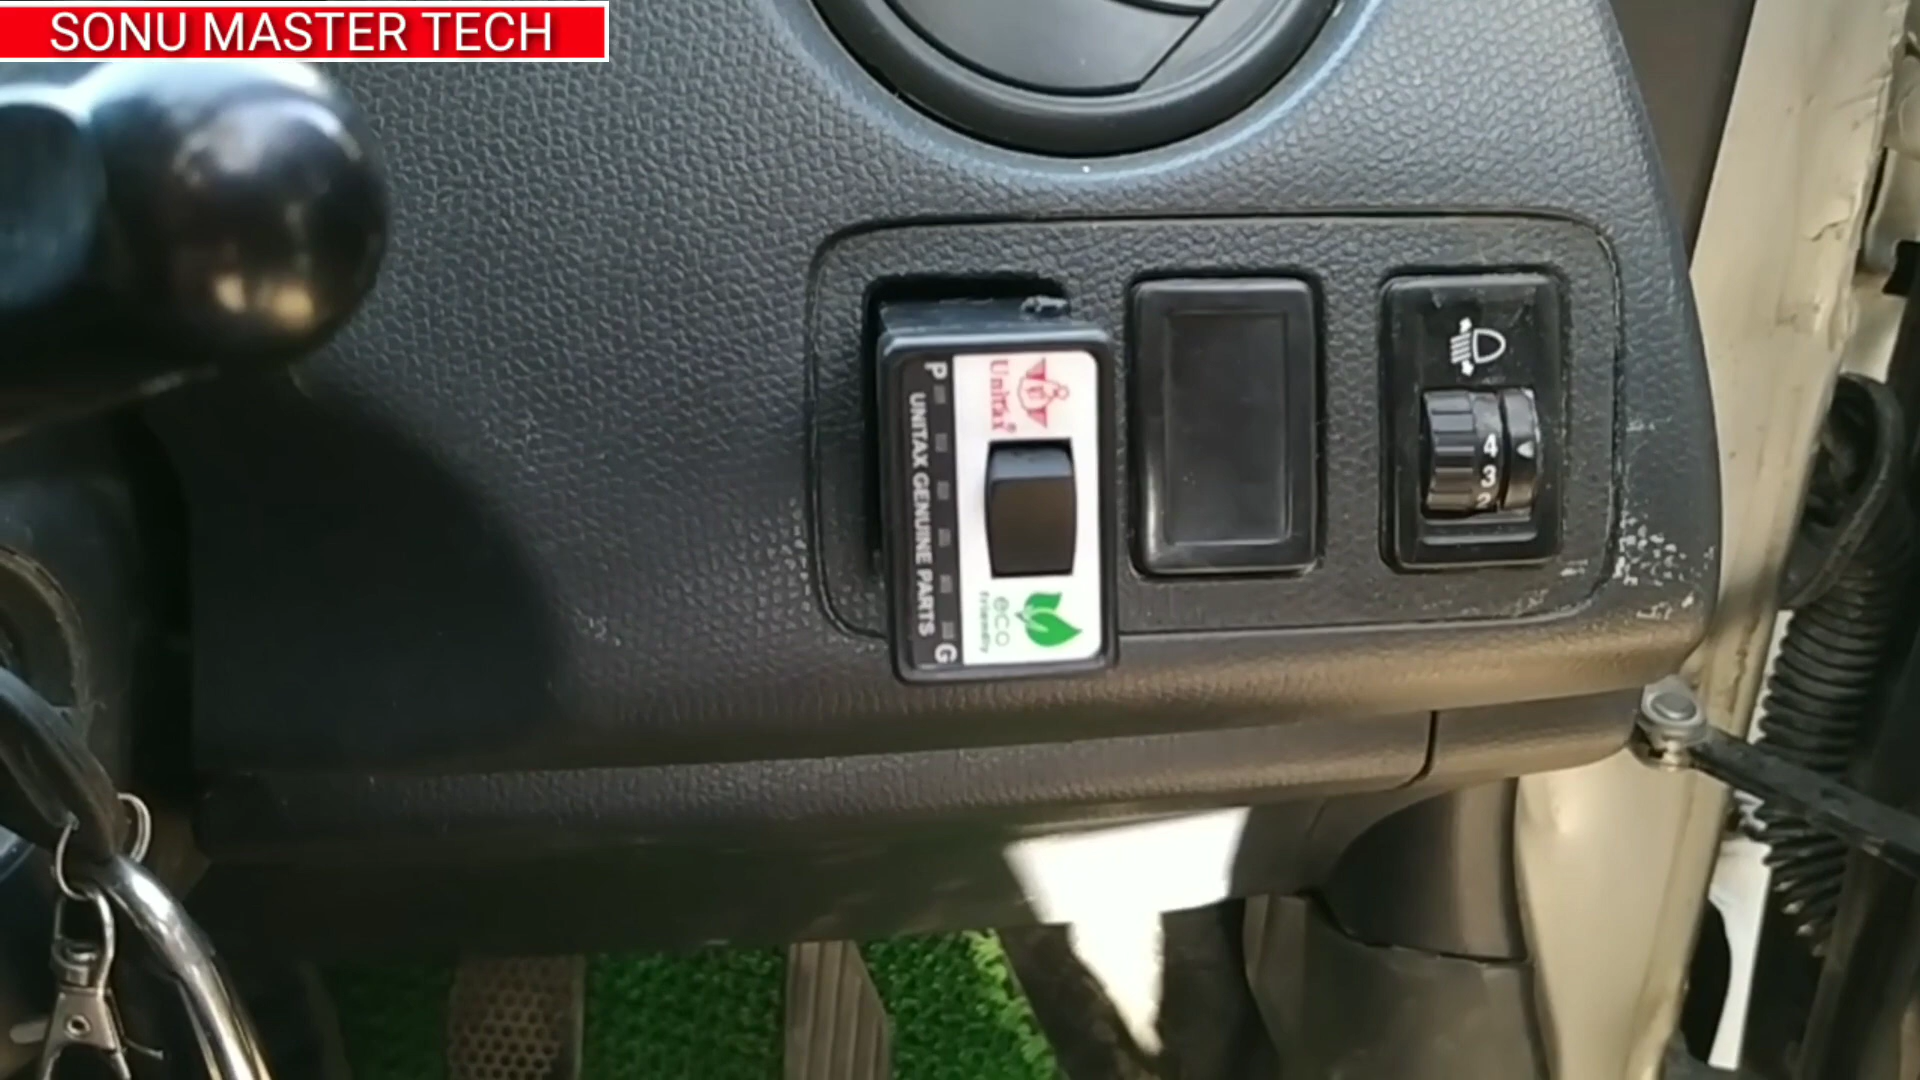 SONU MASTER TECH
P
UNITAX GENUINE PARTS
G
Unitax®
eco
friendly
4
3
2